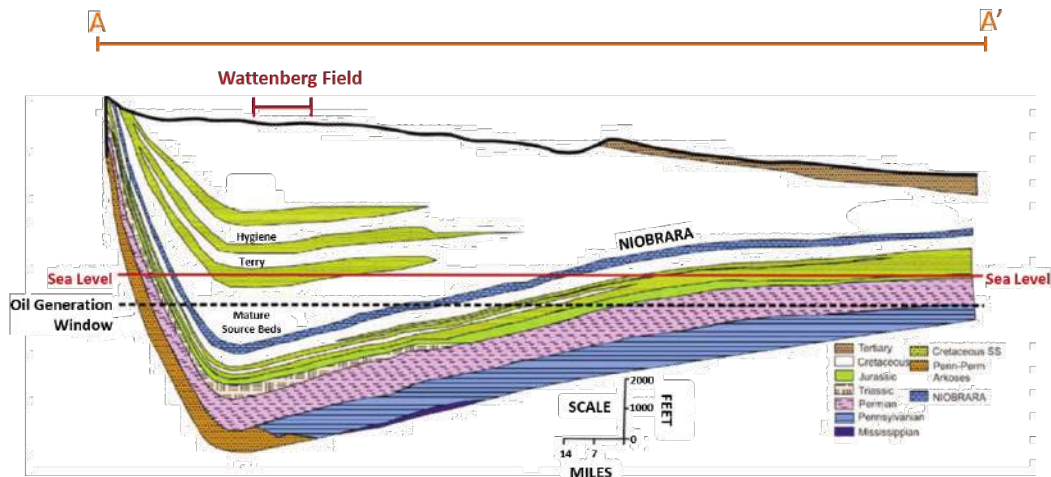 A
A’
Wattenberg Field
Hygiene
Terry
NIOBRARA
Sea Level
Sea Level
Oil Generation
Window
Mature
Source Beds
Tertiary
Cretaceous
Jurassic
Triassic
Permian
Pennsylvanian
Mississippian
Cretaceous SS
Penn-Perm
Arkoses
NIOBRARA
SCALE
2000
1000
0
FEET
14 7
MILES